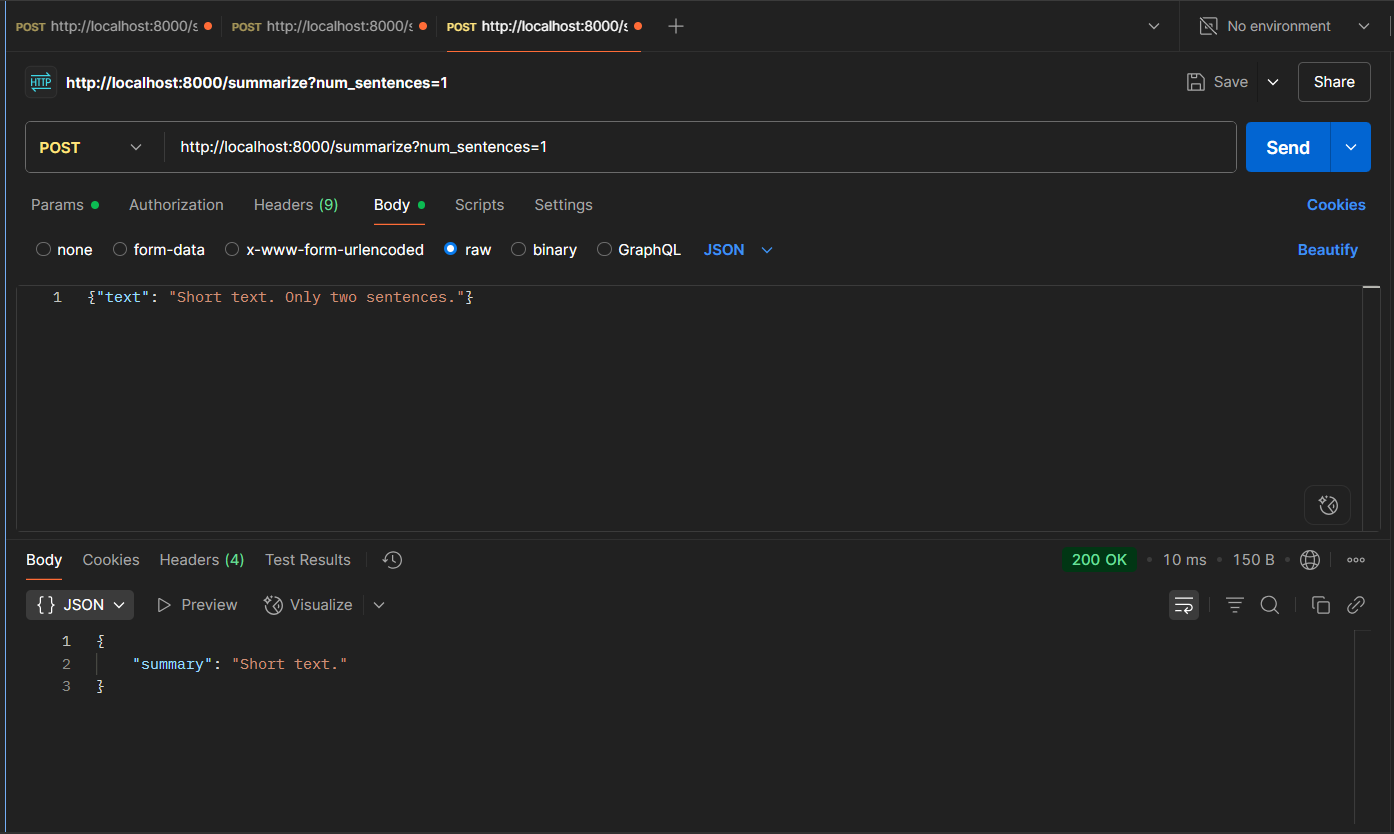 POST http://localhost:8000/s POST http://localhost:8000/s POST http://localhost:8000/s No environment
HTTP http://localhost:8000/summarize?num_sentences=1 Save Share
POST http://localhost:8000/summarize?num_sentences=1 Send
Params Authorization Headers (9) Body Scripts Settings Cookies
none form-data x-www-form-urlencoded raw binary GraphQL JSON Beautify
1 {"text": "Short text. Only two sentences."}
Body Cookies Headers (4) Test Results 200 OK • 10 ms • 150 B •
{} JSON Preview Visualize
1 {
2 "summary": "Short text."
3 }